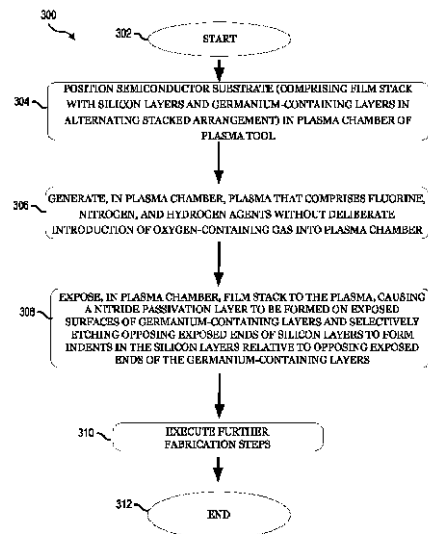 300
302
START
304
POSITION SEMICONDUCTOR SUBSTRATE (COMPRISING FILM STACK
WITH SILICON LAYERS AND GERMANIUM-CONTAINING LAYERS IN
ALTERNATING STACKED ARRANGEMENT) IN PLASMA CHAMBER OF
PLASMA TOOL
306
GENERATE, IN PLASMA CHAMBER, PLASMA THAT COMPRISES FLUORINE,
NITROGEN, AND HYDROGEN AGENTS WITHOUT DELIBERATE
INTRODUCTION OF OXYGEN-CONTAINING GAS INTO PLASMA CHAMBER
308
EXPOSE, IN PLASMA CHAMBER, FILM STACK TO THE PLASMA, CAUSING
A NITRIDE PASSIVATION LAYER TO BE FORMED ON EXPOSED
SURFACES OF GERMANIUM-CONTAINING LAYERS AND SELECTIVELY
ETCHING OPPOSING EXPOSED ENDS OF SILICON LAYERS TO FORM
INDENTS IN THE SILICON LAYERS RELATIVE TO OPPOSING EXPOSED
ENDS OF THE GERMANIUM-CONTAINING LAYERS
310
EXECUTE FURTHER
FABRICATION STEPS
312
END